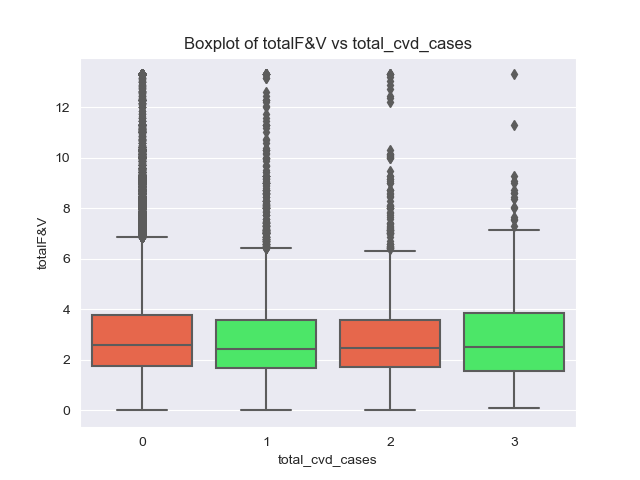 Boxplot of totalF&V vs total_cvd_cases
12
10
8
6
4
2
0
totalF&V
0 1 2 3
total_cvd_cases